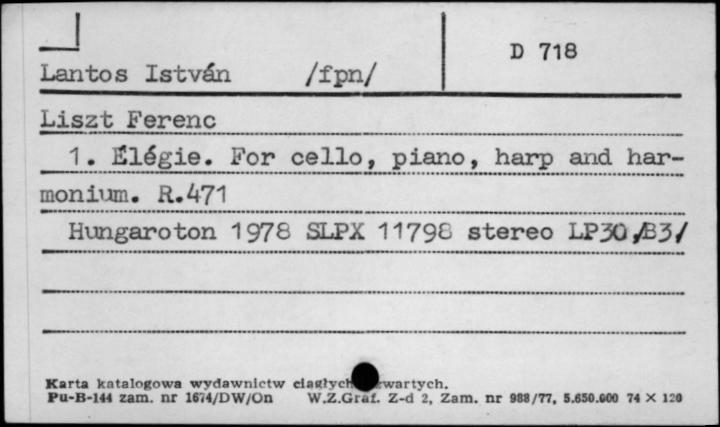 D 718
Lantos István /fpn/
Liszt Ferenc
1. Élégie. For cello, piano, harp and har-
monium. R.471
Hungaroton 1978 SLPX 11798 stereo LP30,/B3/
Karta katalogowa wydawnictw ciągłych wartych.
Pu-B-144 zam. nr 1674/DW/On W.Z.Graf. Z-d 2, Zam. nr 988/77, 5.650.000 74 × 120